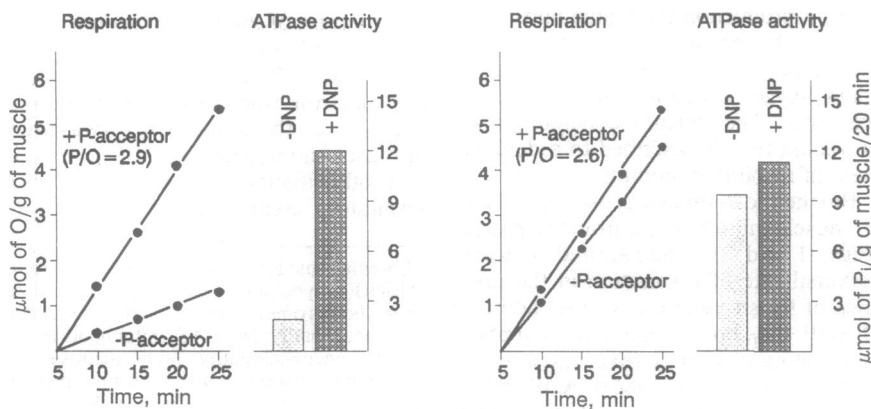 Respiration
ATPase activity
μmol of O/g of muscle
6
5
4
3
2
1
+ P-acceptor
(P/O = 2.9)
-P-acceptor
5 10 15 20 25
Time, min
-DNP
+ DNP
15
12
9
6
3
Respiration
ATPase activity
6
5
4
3
2
1
+ P-acceptor
(P/O = 2.6)
-P-acceptor
5 10 15 20 25
Time, min
-DNP
+ DNP
15
12
9
6
3
μmol of Pi/g of muscle/20 min